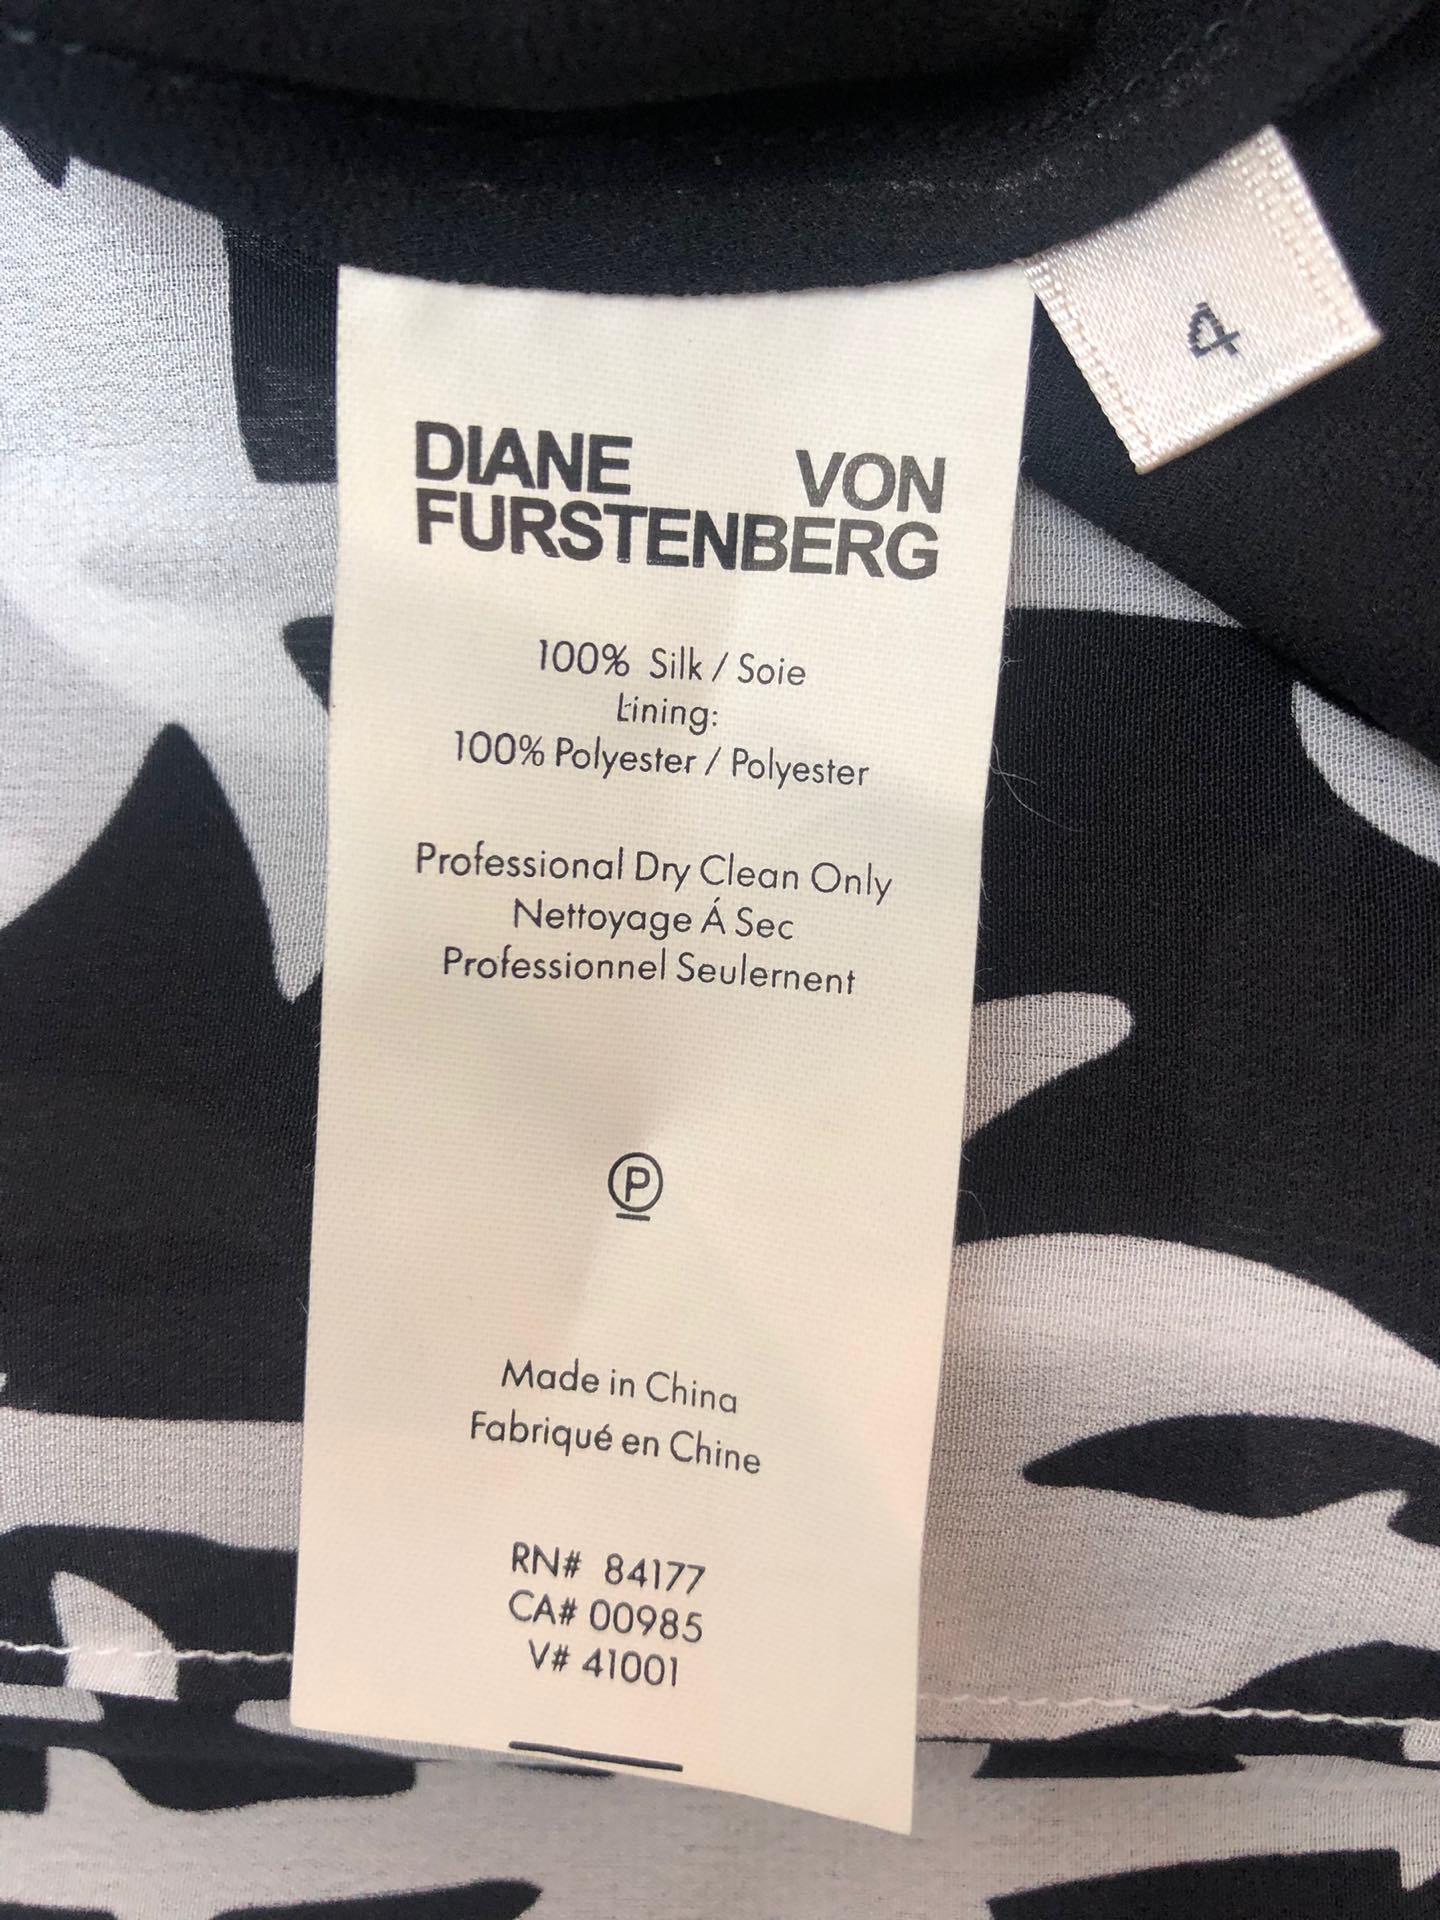 4
DIANE VON
FURSTENBERG
100% Silk / Soie
Lining:
100% Polyester / Polyester
Professional Dry Clean Only
Nettoyage Á Sec
Professionnel Seulernent
P
Made in China
Fabriqué en Chine
RN# 84177
CA# 00985
V# 41001